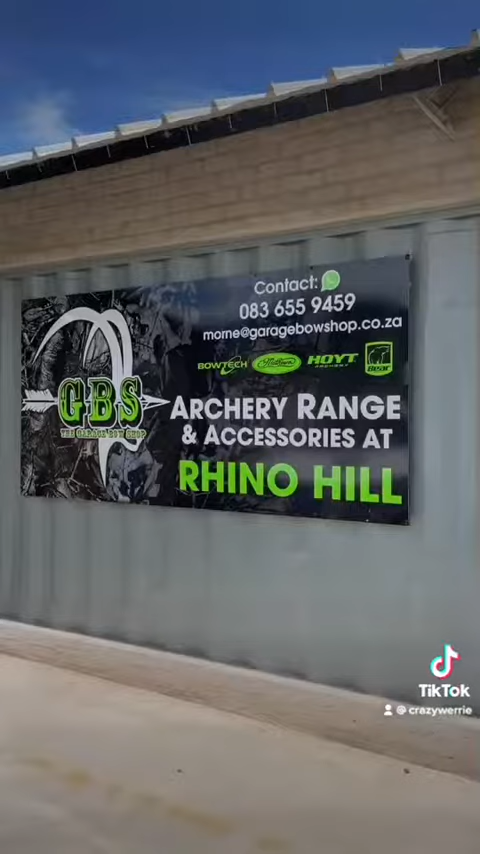 Contact:
083 655 9459
morne@garagebowshop.co.za
BOWTECH
Mathews
HOYT
ARCHERY
Bear
GBS
THE GARAGE BOW SHOP
ARCHERY RANGE
& ACCESSORIES AT
RHINO HILL
TikTok
@crazywerrie